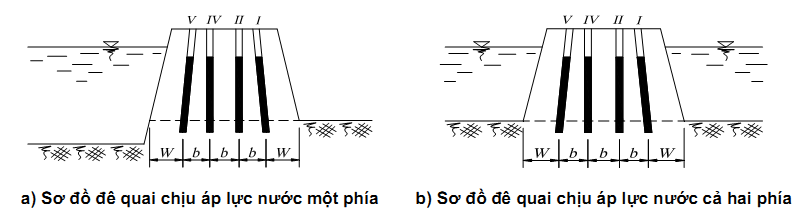 V IV II I
V IV II I
W b b b W
W b b b W
a) Sơ đồ đê quai chịu áp lực nước một phía
b) Sơ đồ đê quai chịu áp lực nước cả hai phía